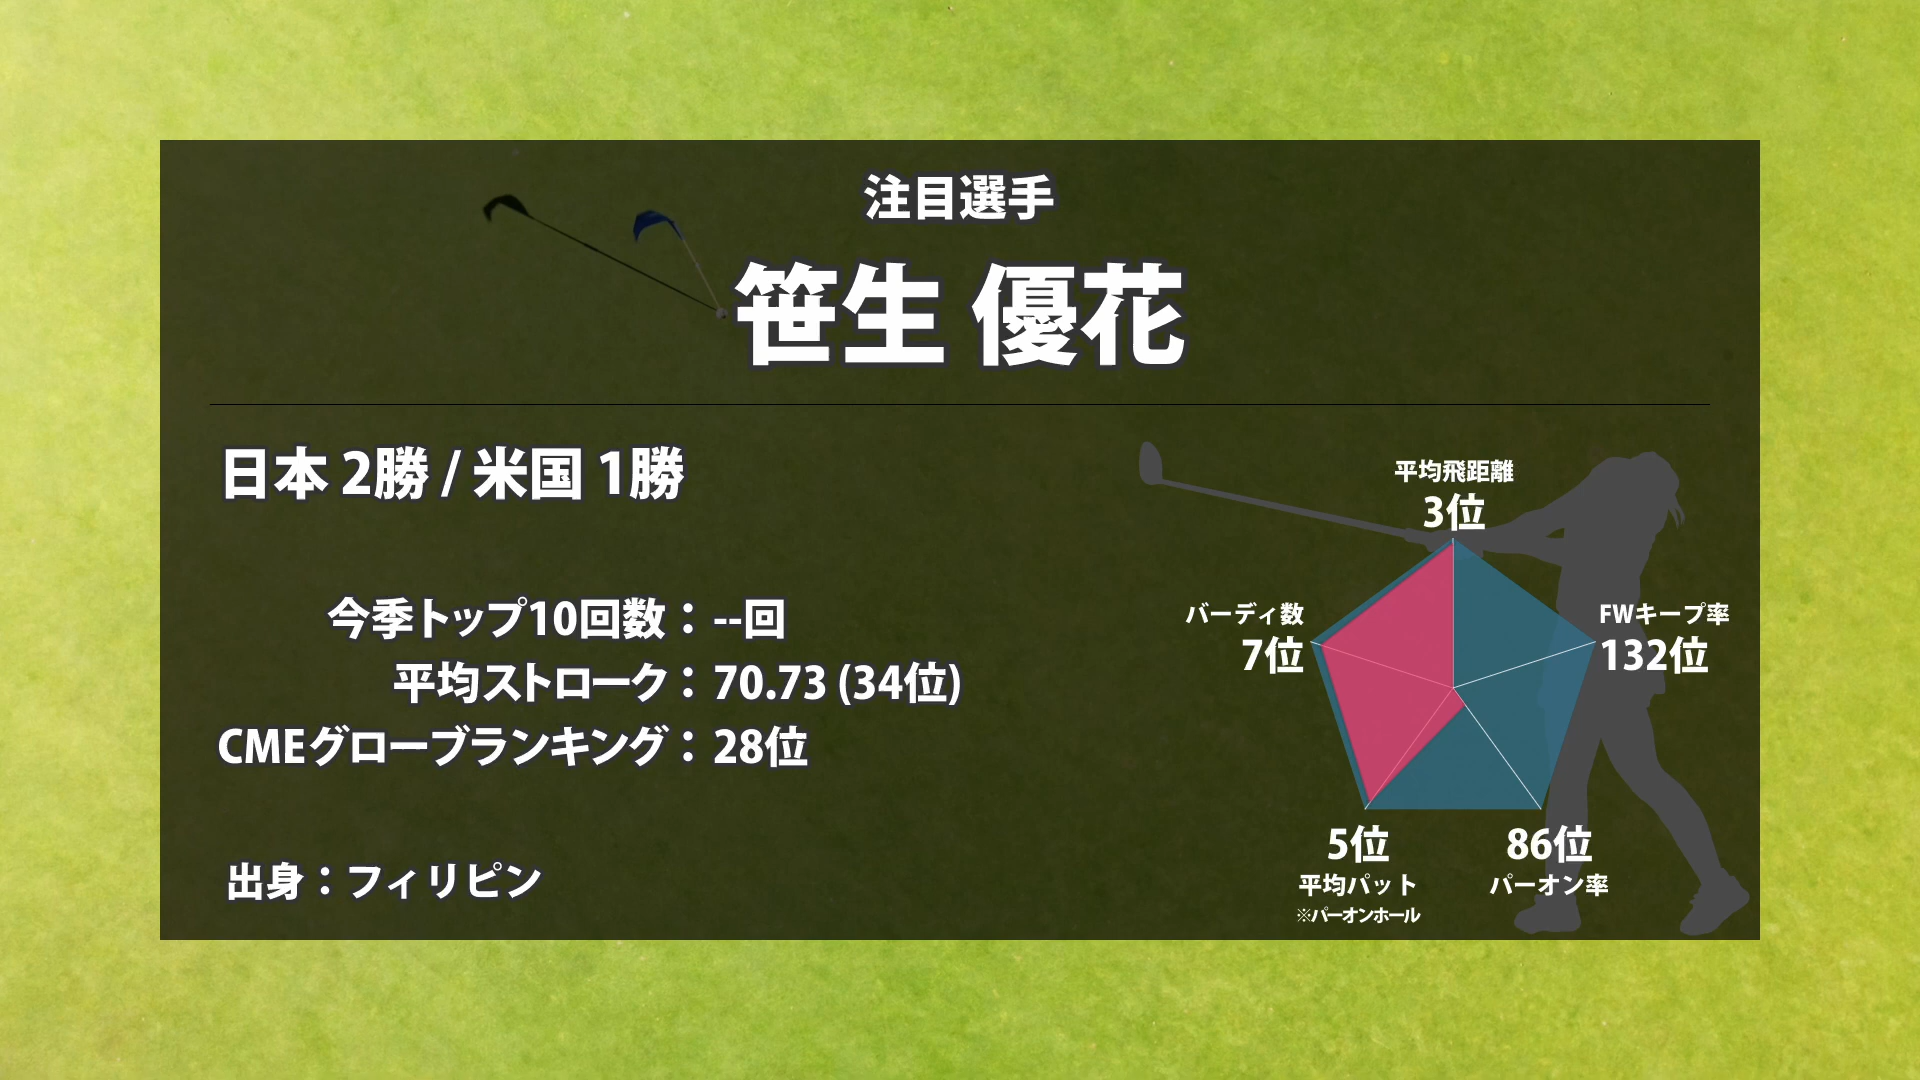 注目選手
笹生 優花
日本 2勝 / 米国 1勝
今季トップ10回数：--回
平均ストローク：70.73 (34位)
CMEグローブランキング：28位
出身：フィリピン
平均飛距離
3位
FWキープ率
132位
バーディ数
7位
5位
平均パット
※パーオンホール
86位
パーオン率